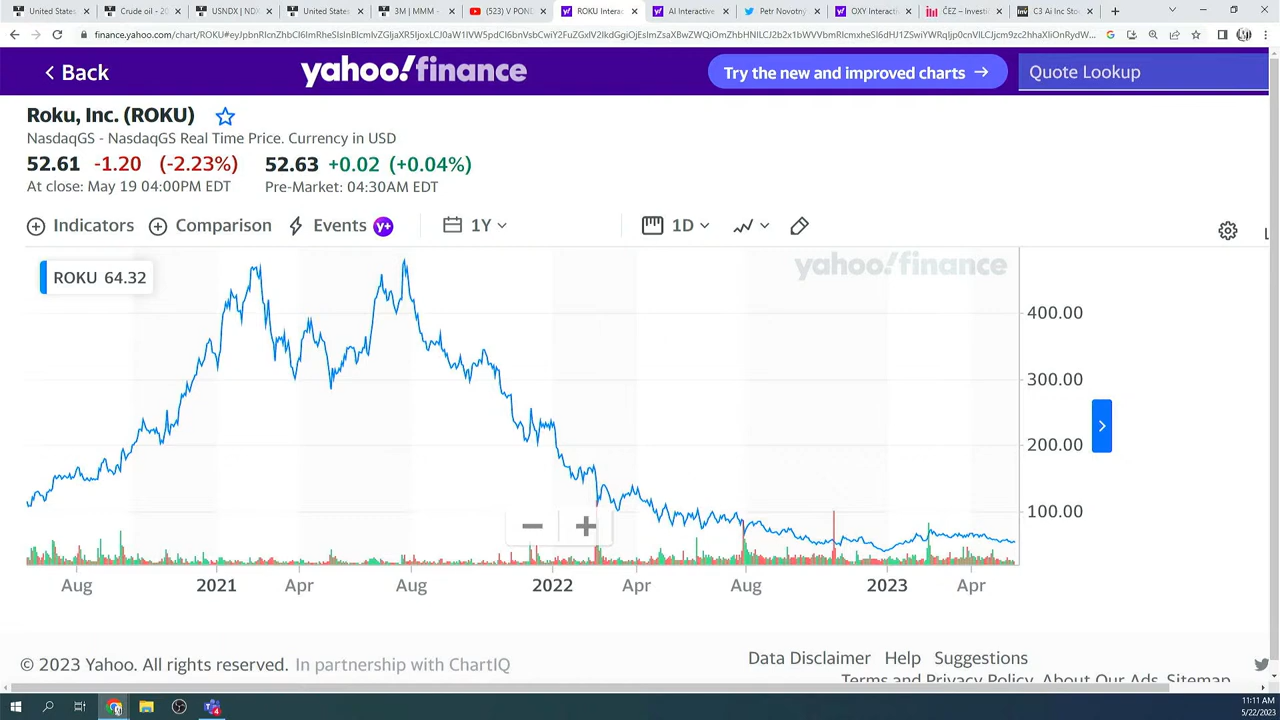 United States
Crude oil - 20
USNDX | NDX
United States
3M | MMM -
(523) V POND
ROKU Interac
AI Interactive
Petr Novotný
OXY Interacti
ČEZ – Investi
C3 Ai Inc Stoc
Back
yahoo!finance
Try the new and improved charts →
Quote Lookup
Roku, Inc. (ROKU)
NasdaqGS - NasdaqGS Real Time Price. Currency in USD
52.61 -1.20 (-2.23%) 52.63 +0.02 (+0.04%)
At close: May 19 04:00PM EDT Pre-Market: 04:30AM EDT
Indicators Comparison Events y+ 1Y 1D
ROKU 64.32
yahoo!finance
400.00
300.00
200.00
100.00
Aug 2021 Apr Aug 2022 Apr Aug 2023 Apr
© 2023 Yahoo. All rights reserved. In partnership with ChartIQ
Data Disclaimer Help Suggestions
Terms and Privacy Policy About Our Ads Sitemap
11:11 AM
5/22/2023